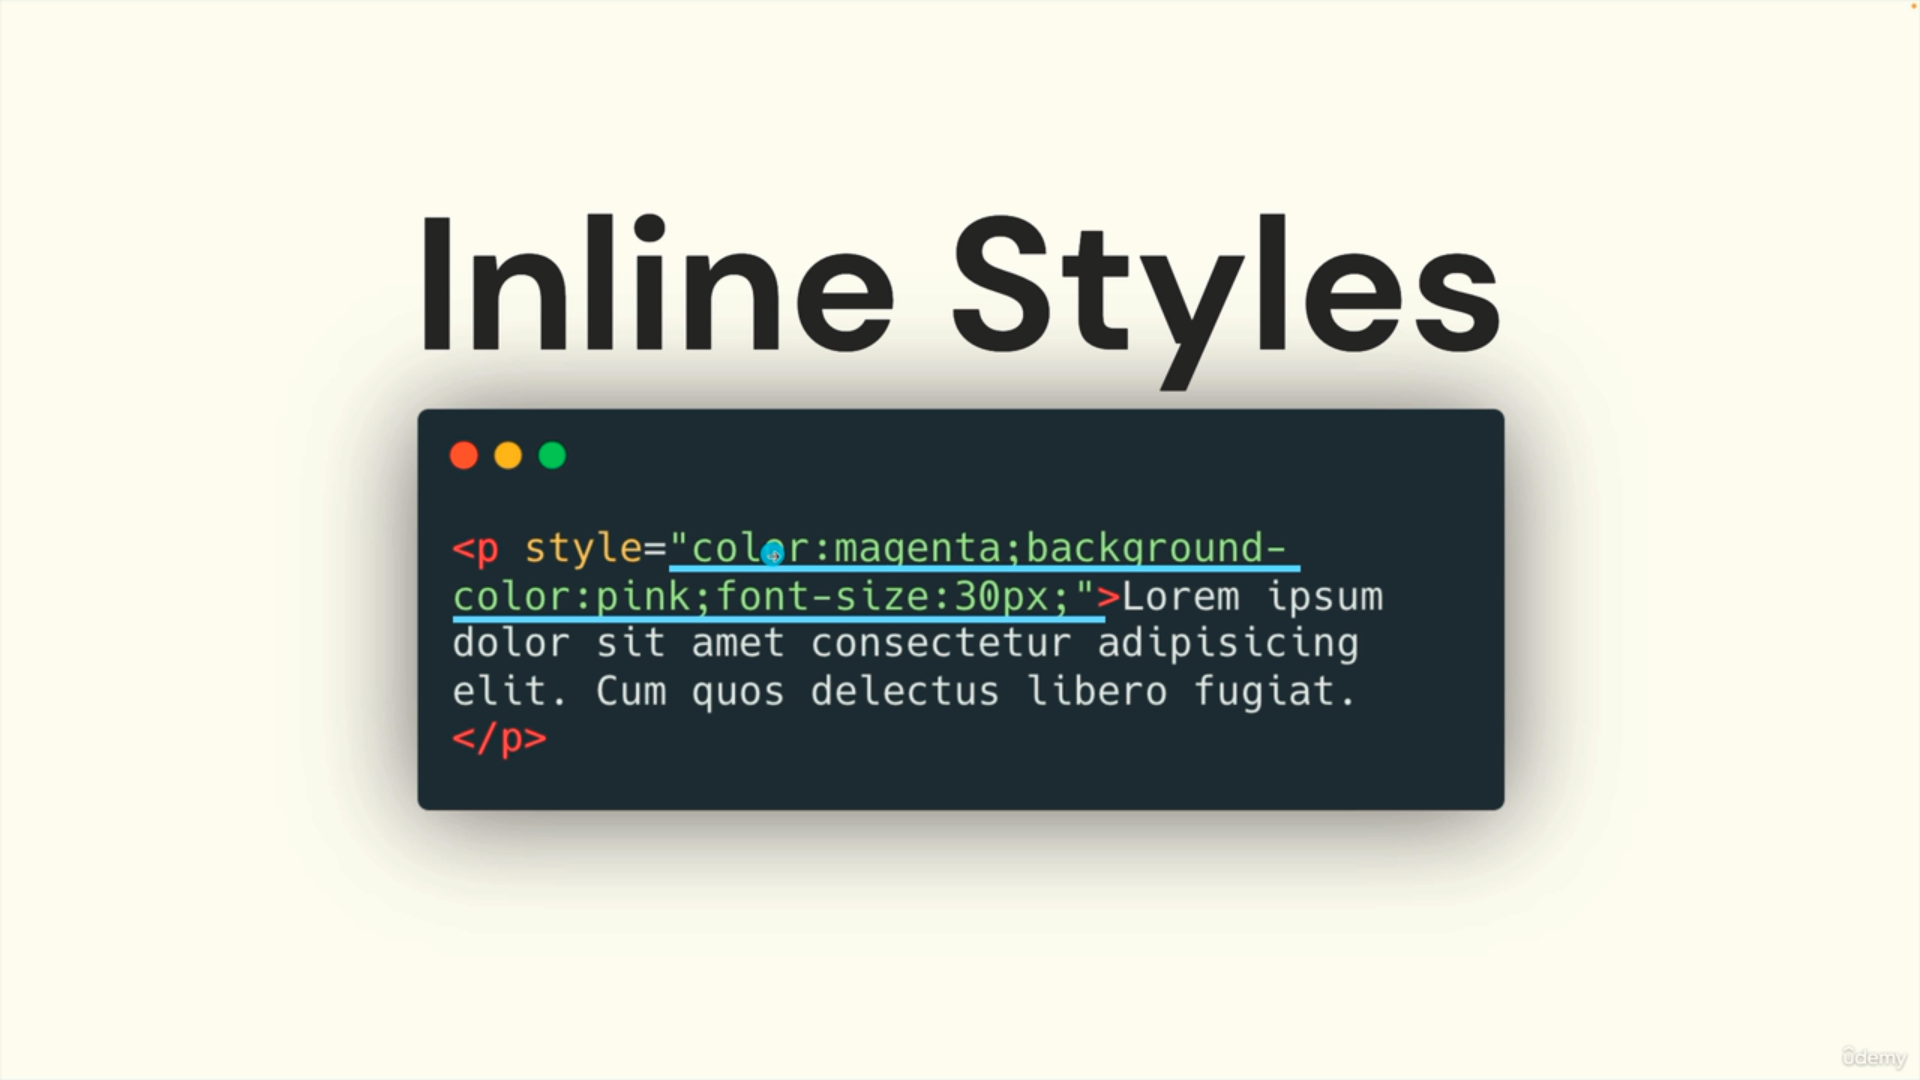 Inline Styles
<p style="color:magenta;background-
color:pink;font-size:30px;">Lorem ipsum
dolor sit amet consectetur adipisicing
elit. Cum quos delectus libero fugiat.
</p>
ûdemy